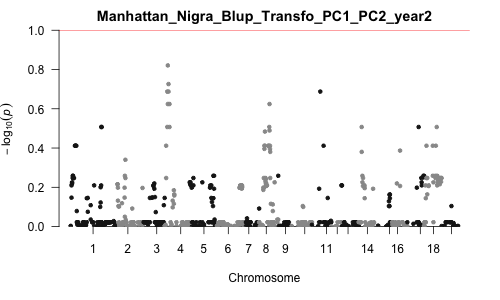 Manhattan_Nigra_Blup_Transfo_PC1_PC2_year2
1.0
0.8
0.6
0.4
0.2
0.0
− log₁₀(p)
1 2 3 4 5 6 7 8 9 11 14 16 18
Chromosome